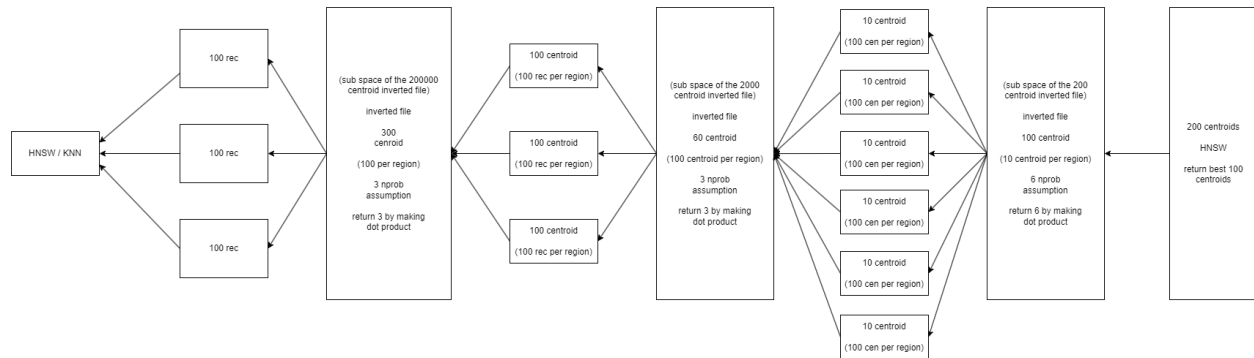 HNSW / KNN
100 rec
100 rec
100 rec
(sub space of the 200000
centroid inverted file)
inverted file
300
cenroid
(100 per region)
3 nprob
assumption
return 3 by making
dot product
100 centroid
(100 rec per region)
100 centroid
(100 rec per region)
100 centroid
(100 rec per region)
(sub space of the 2000
centroid inverted file)
inverted file
60 centroid
(100 centroid per region)
3 nprob
assumption
return 3 by making
dot product
10 centroid
(100 cen per region)
10 centroid
(100 cen per region)
10 centroid
(100 cen per region)
10 centroid
(100 cen per region)
10 centroid
(100 cen per region)
10 centroid
(100 cen per region)
(sub space of the 200
centroid inverted file)
inverted file
100 centroid
(10 centroid per region)
6 nprob
assumption
return 6 by making
dot product
200 centroids
HNSW
return best 100
centroids